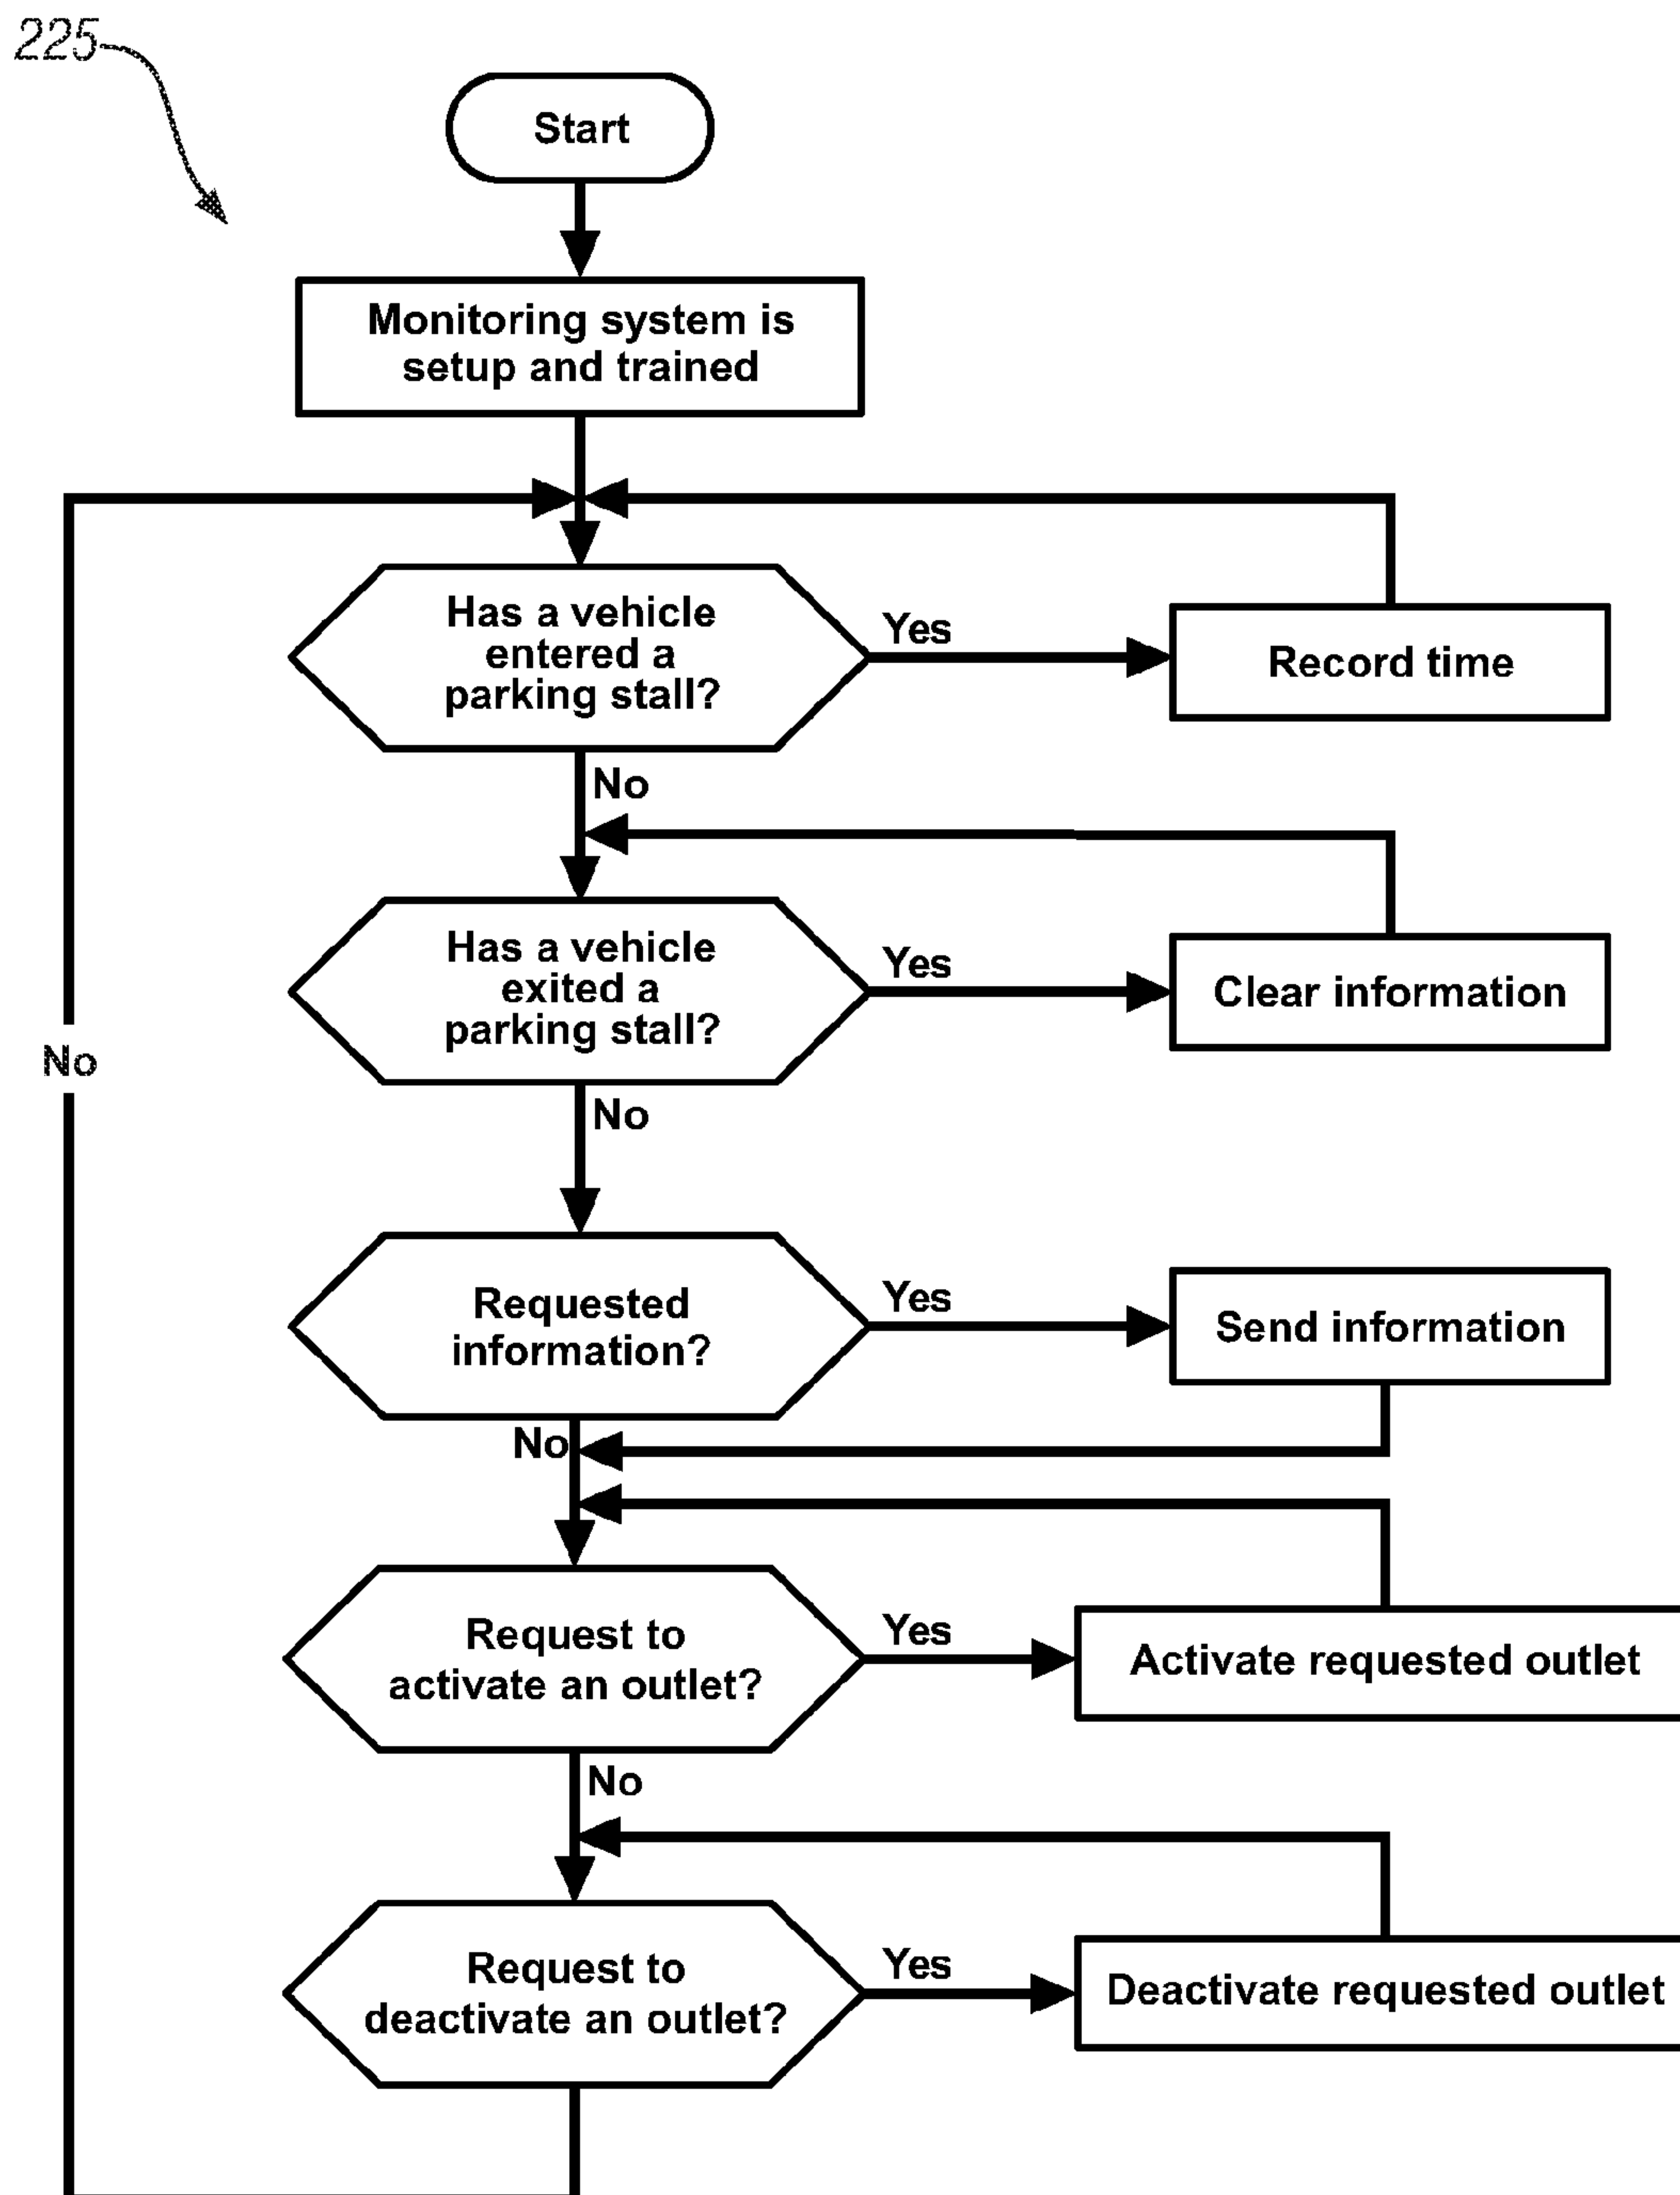 225
Start
Monitoring system is
setup and trained
Has a vehicle
entered a
parking stall?
Yes
Record time
No
Has a vehicle
exited a
parking stall?
Yes
Clear information
No
No
Requested
information?
Yes
Send information
No
Request to
activate an outlet?
Yes
Activate requested outlet
No
Request to
deactivate an outlet?
Yes
Deactivate requested outlet